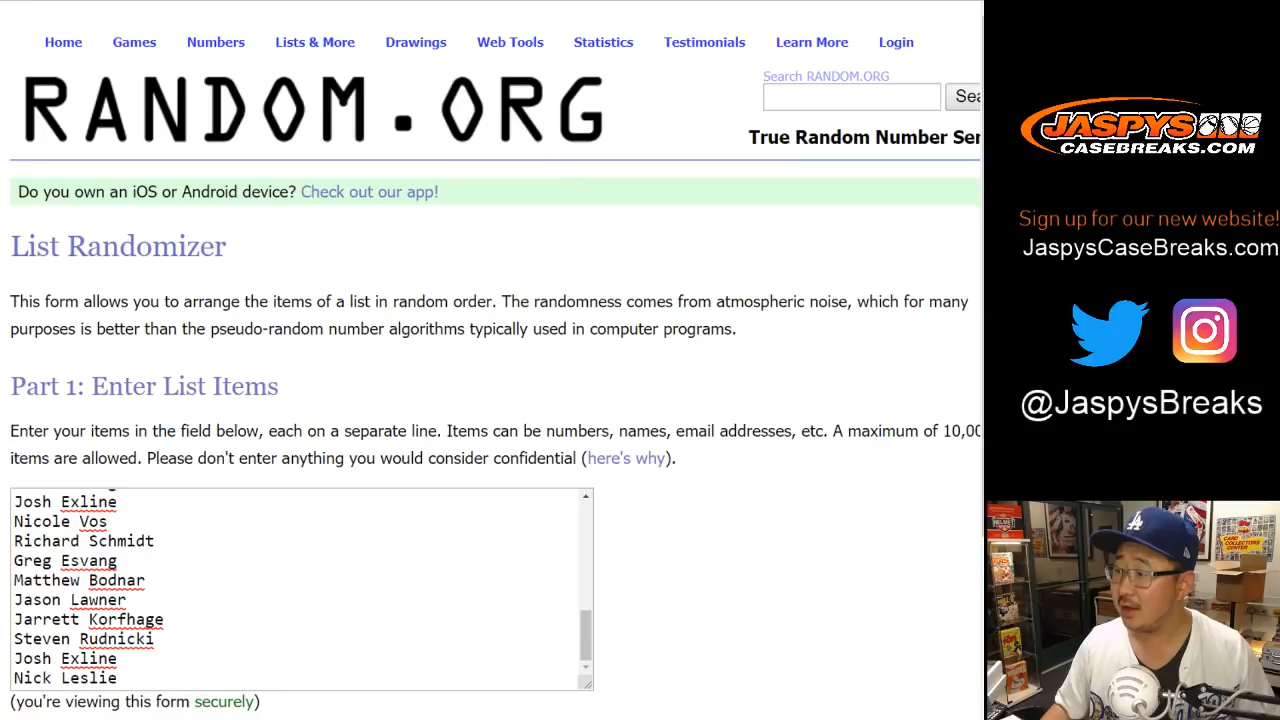 Home Games Numbers Lists & More Drawings Web Tools Statistics Testimonials Learn More Login
RANDOM.ORG
Search RANDOM.ORG
Sea
True Random Number Ser
Do you own an iOS or Android device? Check out our app!
List Randomizer
This form allows you to arrange the items of a list in random order. The randomness comes from atmospheric noise, which for many
purposes is better than the pseudo-random number algorithms typically used in computer programs.
Part 1: Enter List Items
Enter your items in the field below, each on a separate line. Items can be numbers, names, email addresses, etc. A maximum of 10,00
items are allowed. Please don't enter anything you would consider confidential (here's why).
Josh Exline
Nicole Vos
Richard Schmidt
Greg Esvang
Matthew Bodnar
Jason Lawner
Jarrett Korfhage
Steven Rudnicki
Josh Exline
Nick Leslie
(you're viewing this form securely)
JASPYS
CASEBREAKS.COM
Sign up for our new website!
JaspysCaseBreaks.com
@JaspysBreaks
HELMET
CARD
COLLECTORS
CENTER
LA